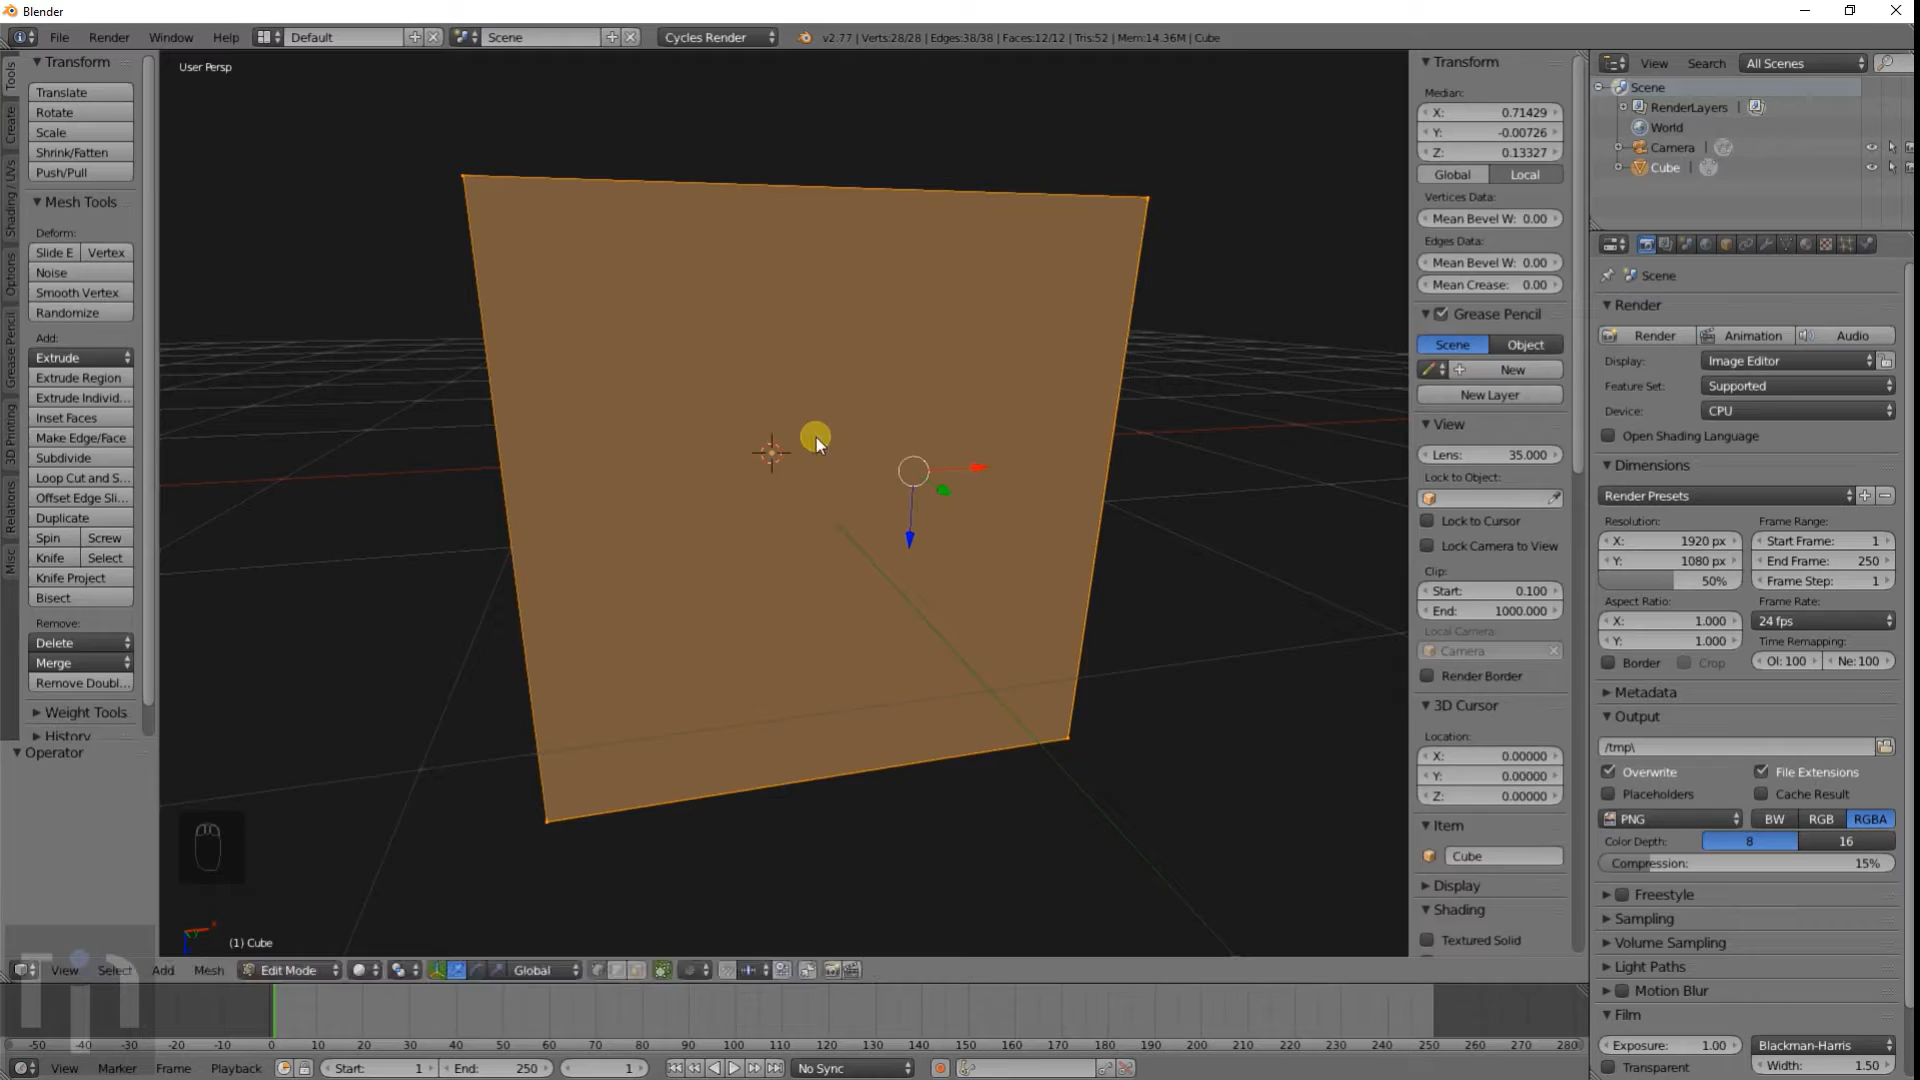 Blender
File Render Window Help Default Scene Cycles Render v2.77 | Verts:28/28 | Edges:38/38 | Faces:12/12 | Tris:52 | Mem:14.36M | Cube
Tools
Create
Shading / UVs
Options
Grease Pencil
3D Printing
Relations
Misc
Transform
Translate
Rotate
Scale
Shrink/Fatten
Push/Pull
Mesh Tools
Deform:
Slide E Vertex
Noise
Smooth Vertex
Randomize
Add:
Extrude
Extrude Region
Extrude Individ...
Inset Faces
Make Edge/Face
Subdivide
Loop Cut and S...
Offset Edge Sli...
Duplicate
Spin Screw
Knife Select
Knife Project
Bisect
Remove:
Delete
Merge
Remove Doubl...
Weight Tools
History
Operator
User Persp
(1) Cube
Transform
Median:
X: 0.71429
Y: -0.00726
Z: 0.13327
Global Local
Vertices Data:
Mean Bevel W: 0.00
Edges Data:
Mean Bevel W: 0.00
Mean Crease: 0.00
Grease Pencil
Scene Object
New
New Layer
View
Lens: 35.000
Lock to Object:
Lock to Cursor
Lock Camera to View
Clip:
Start: 0.100
End: 1000.000
Local Camera:
Camera
Render Border
3D Cursor
Location:
X: 0.00000
Y: 0.00000
Z: 0.00000
Item
Cube
Display
Shading
Textured Solid
View Search All Scenes
Scene
RenderLayers
World
Camera
Cube
Scene
Render
Render Animation Audio
Display: Image Editor
Feature Set: Supported
Device: CPU
Open Shading Language
Dimensions
Render Presets
Resolution: Frame Range:
X: 1920 px Start Frame: 1
Y: 1080 px End Frame: 250
50% Frame Step: 1
Aspect Ratio: Frame Rate:
X: 1.000 24 fps
Y: 1.000 Time Remapping:
Border Crop Ol: 100 Ne: 100
Metadata
Output
/tmp\
Overwrite File Extensions
Placeholders Cache Result
PNG BW RGB RGBA
Color Depth: 8 16
Compression: 15%
Freestyle
Sampling
Volume Sampling
Light Paths
Motion Blur
Film
Exposure: 1.00 Blackman-Harris
Transparent Width: 1.50
View Select Add Mesh Edit Mode Global
-50 -40 -30 -20 -10 0 10 20 30 40 50 60 70 80 90 100 110 120 130 140 150 160 170 180 190 200 210 220 230 240 250 260 270 280
View Marker Frame Playback Start: 1 End: 250 1 No Sync